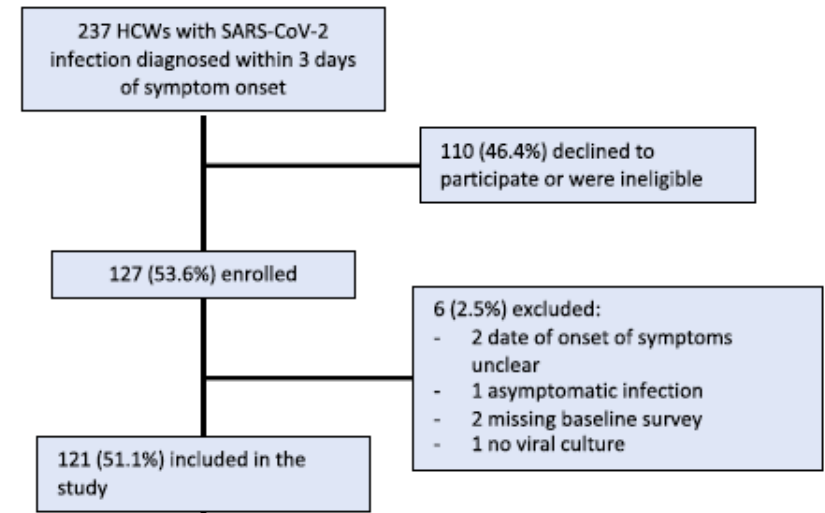 237 HCWs with SARS-CoV-2
infection diagnosed within 3 days
of symptom onset
110 (46.4%) declined to
participate or were ineligible
127 (53.6%) enrolled
6 (2.5%) excluded:
- 2 date of onset of symptoms
unclear
- 1 asymptomatic infection
- 2 missing baseline survey
- 1 no viral culture
121 (51.1%) included in the
study